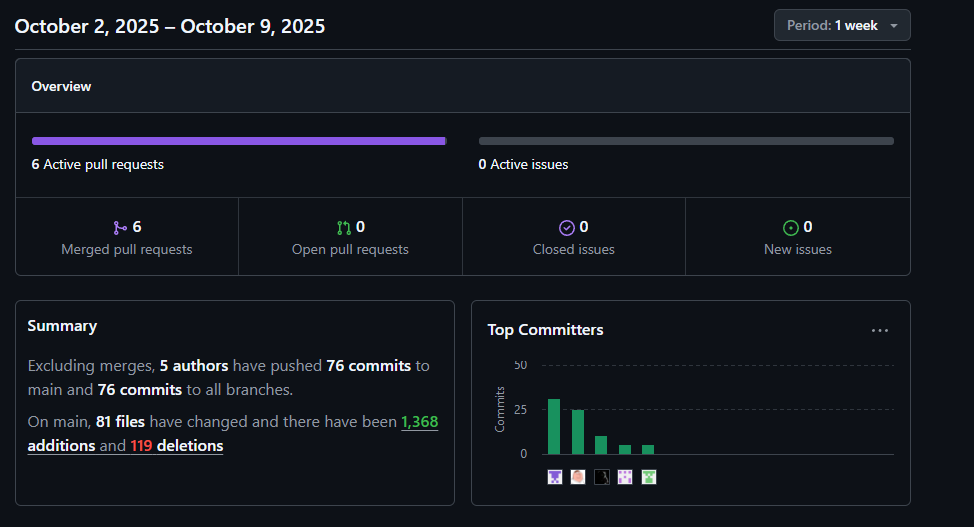 October 2, 2025 – October 9, 2025
Period: 1 week
Overview
6 Active pull requests
0 Active issues
6
Merged pull requests
0
Open pull requests
0
Closed issues
0
New issues
Summary
Excluding merges, 5 authors have pushed 76 commits to
main and 76 commits to all branches.
On main, 81 files have changed and there have been 1,368
additions and 119 deletions
Top Committers
50
25
0
Commits